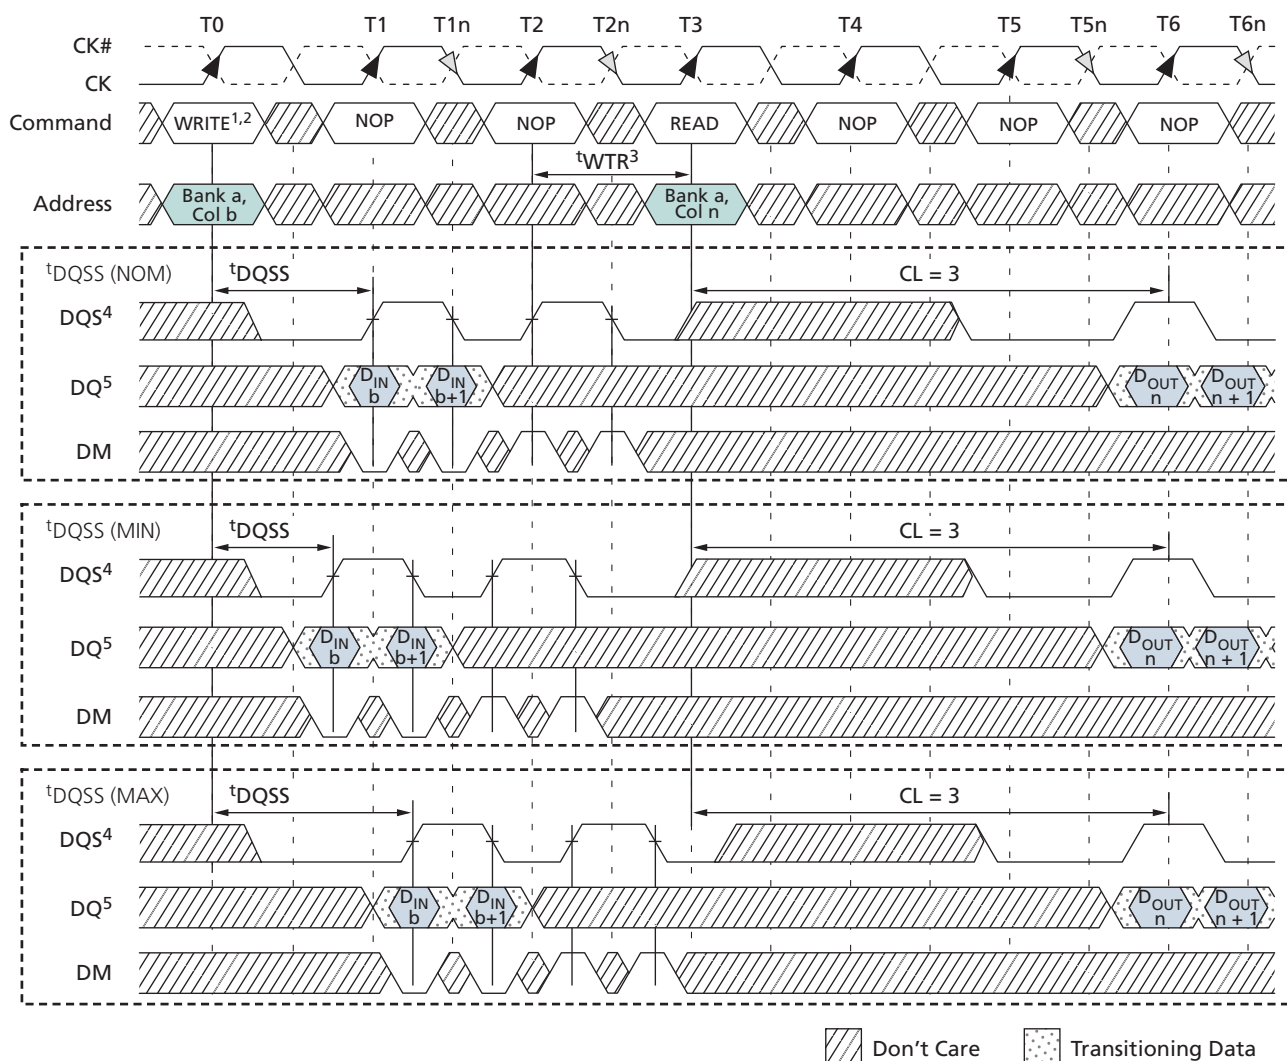 T0 T1 T1n T2 T2n T3 T4 T5 T5n T6 T6n
CK#
CK
Command WRITE1,2 NOP NOP READ NOP NOP NOP
tWTR3
Address Bank a, Col b Bank a, Col n
tDQSS (NOM) tDQSS CL = 3
DQS4
DQ5 DIN b DIN b+1 DOUT n DOUT n + 1
DM
tDQSS (MIN) tDQSS CL = 3
DQS4
DQ5 DIN b DIN b+1 DOUT n DOUT n + 1
DM
tDQSS (MAX) tDQSS CL = 3
DQS4
DQ5 DIN b DIN b+1 DOUT n DOUT n + 1
DM
Don't Care Transitioning Data